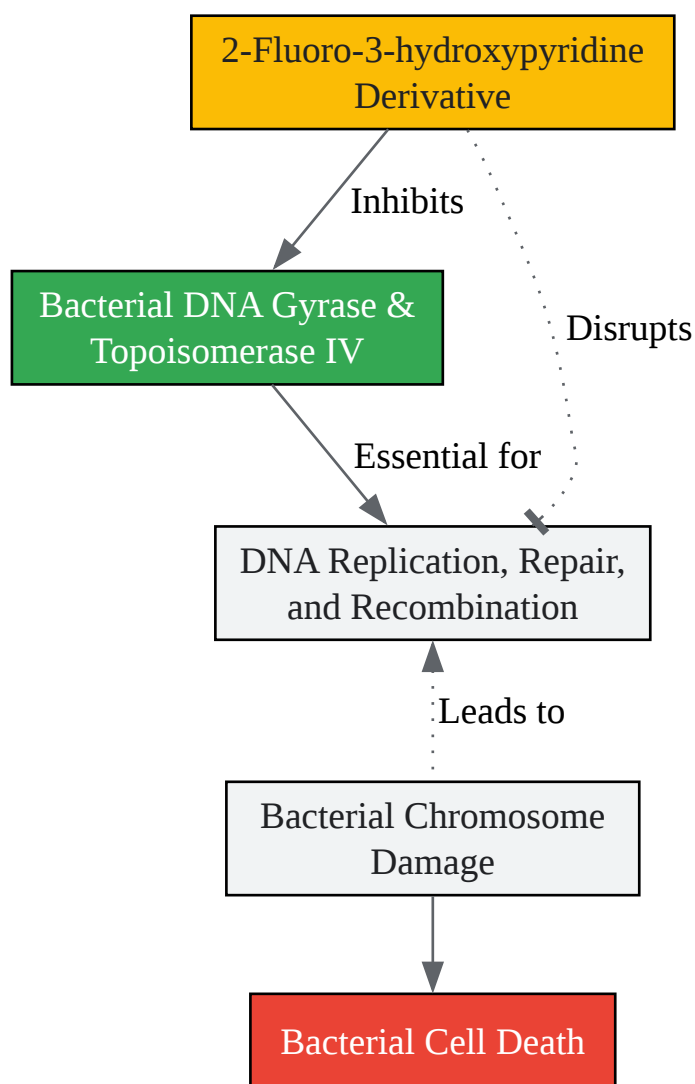 2-Fluoro-3-hydroxypyridine
Derivative
Inhibits
Bacterial DNA Gyrase &
Topoisomerase IV
Disrupts
Essential for
DNA Replication, Repair,
and Recombination
Leads to
Bacterial Chromosome
Damage
Bacterial Cell Death